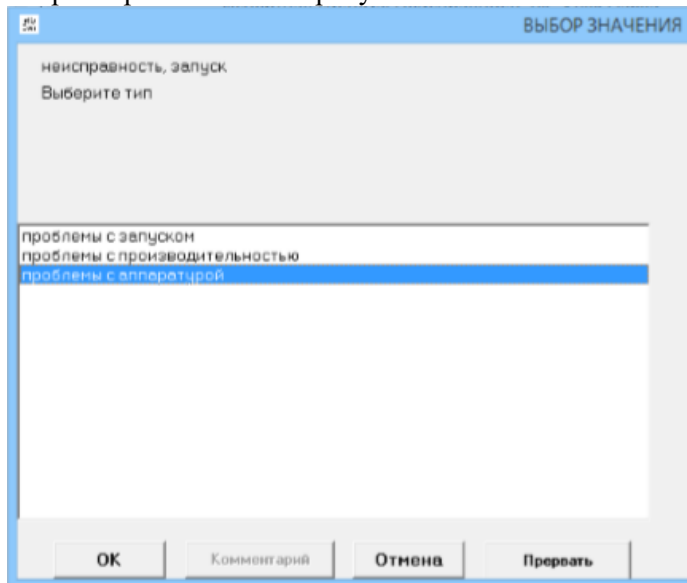 ВЫБОР ЗНАЧЕНИЯ
неисправность, запуск
Выберите тип
проблемы с запуском
проблемы с производительностью
проблемы с аппаратурой
OK Комментарий Отмена Прервать